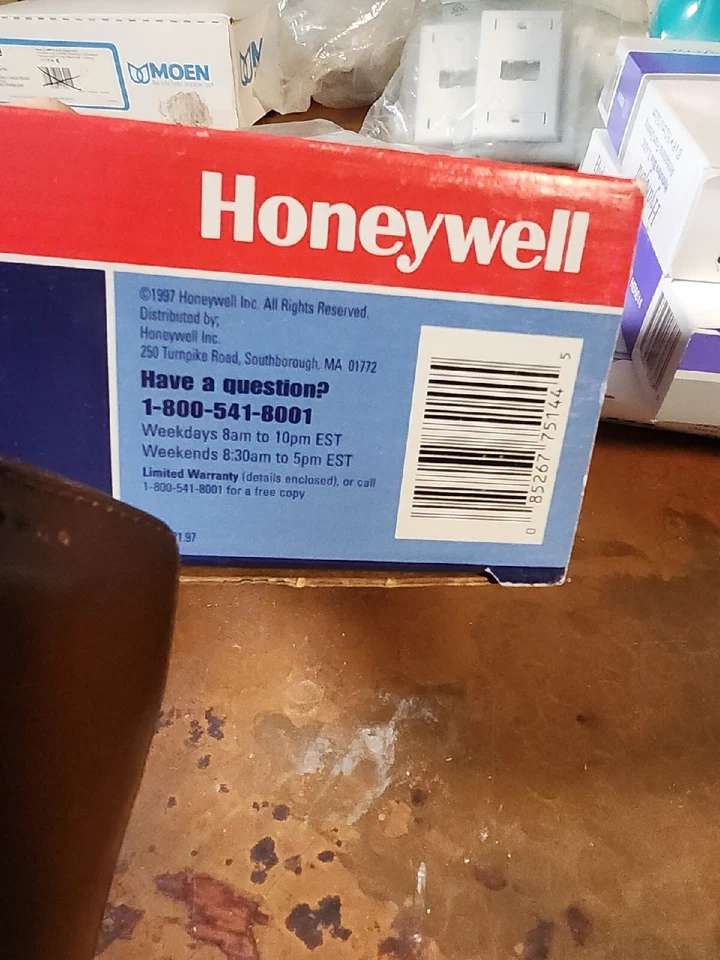 MOEN
Honeywell
©1997 Honeywell Inc. All Rights Reserved.
Distributed by;
Honeywell Inc.
250 Turnpike Road, Southborough, MA 01772
Have a question?
1-800-541-8001
Weekdays 8am to 10pm EST
Weekends 8:30am to 5pm EST
Limited Warranty (details enclosed), or call
1-800-541-8001 for a free copy
1.97
0 85267 75144 5